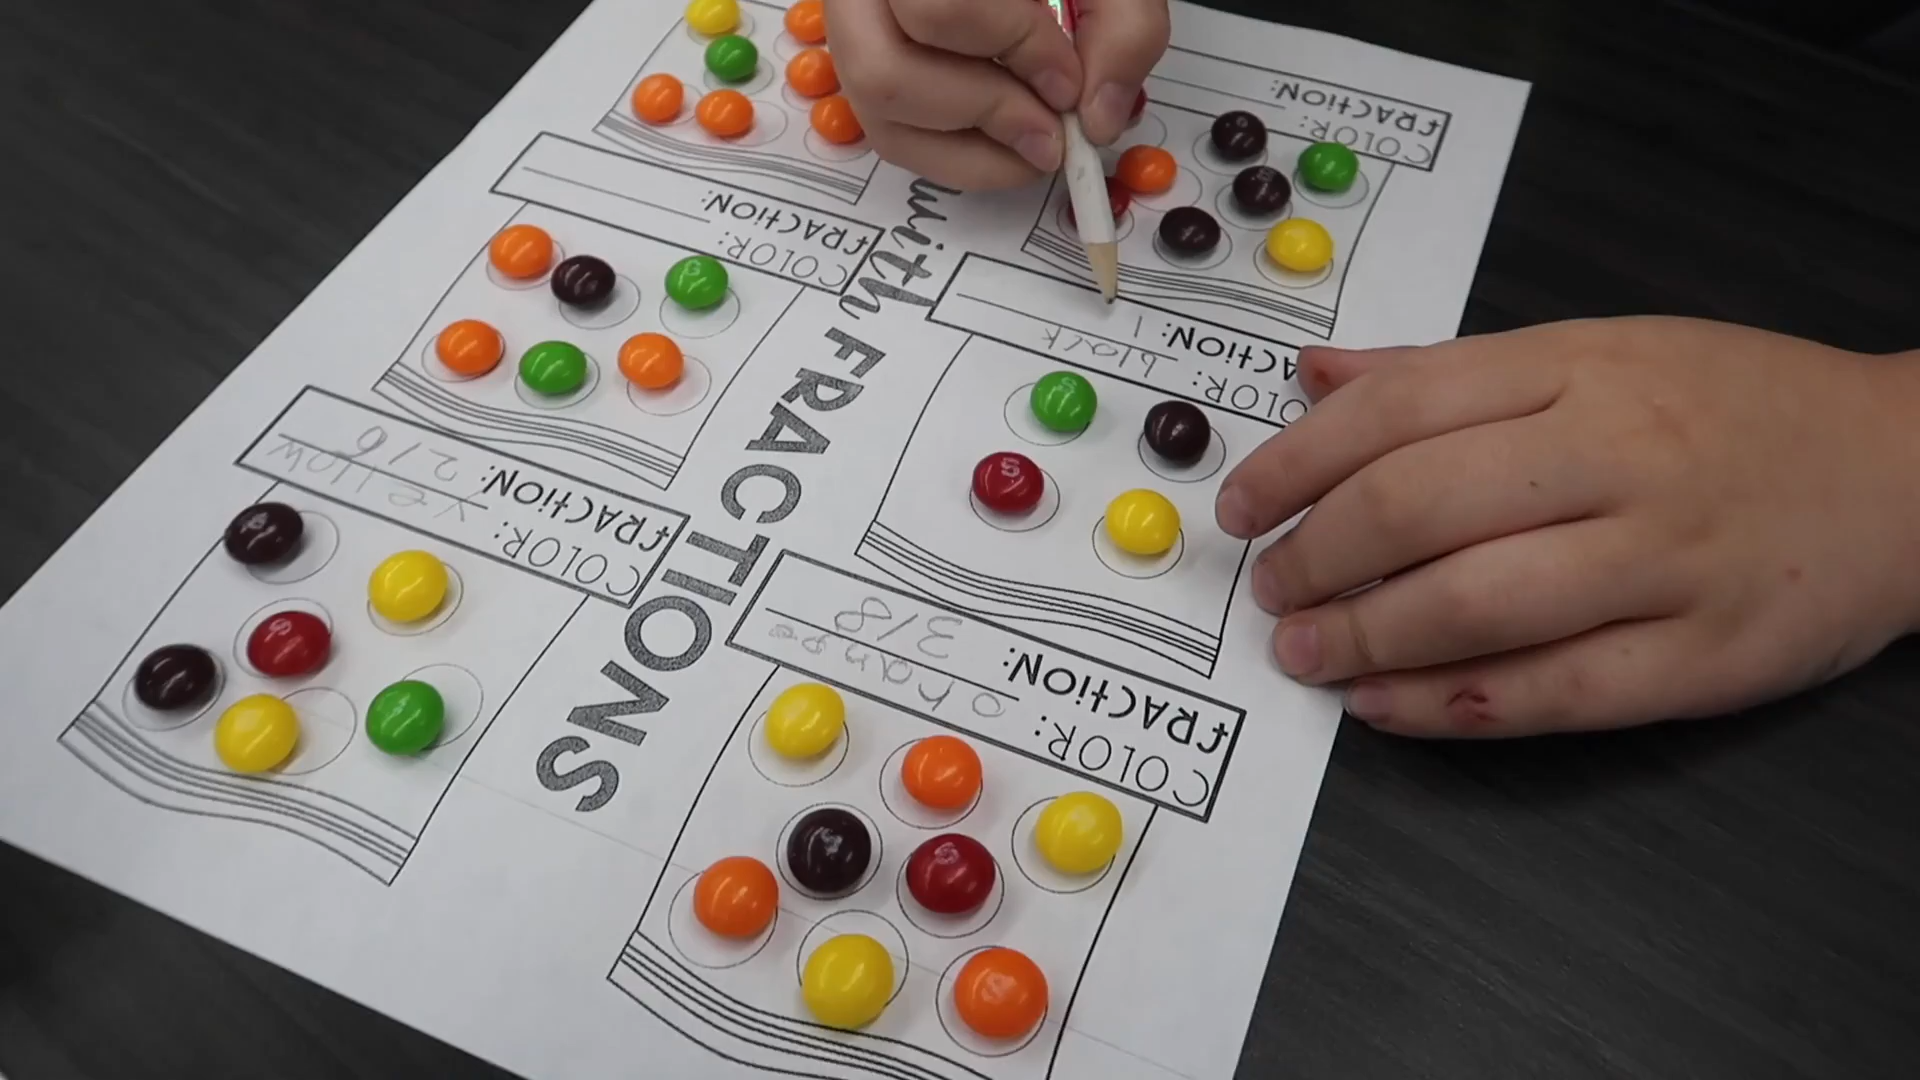 with FRACTIONS
COLOR: orange
FRACTION: 3/8
COLOR: black
FRACTION: 1
COLOR:
FRACTION:
COLOR: yellow
FRACTION: 2/6
COLOR:
FRACTION: